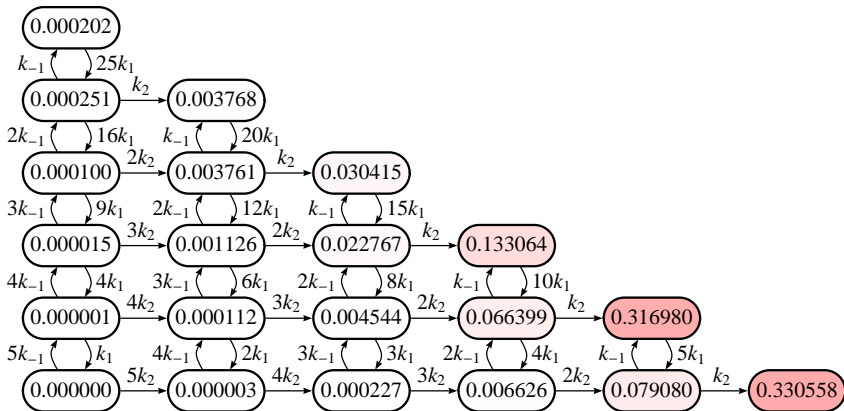 0.000202
k₋₁ 25k₁
k₂
0.000251 0.003768
2k₋₁ 16k₁ k₋₁ 20k₁
2k₂ k₂
0.000100 0.003761 0.030415
3k₋₁ 9k₁ 2k₋₁ 12k₁ k₋₁ 15k₁
3k₂ 2k₂ k₂
0.000015 0.001126 0.022767 0.133064
4k₋₁ 4k₁ 3k₋₁ 6k₁ 2k₋₁ 8k₁ k₋₁ 10k₁
4k₂ 3k₂ 2k₂ k₂
0.000001 0.000112 0.004544 0.066399 0.316980
5k₋₁ k₁ 4k₋₁ 2k₁ 3k₋₁ 3k₁ 2k₋₁ 4k₁ k₋₁ 5k₁
5k₂ 4k₂ 3k₂ 2k₂ k₂
0.000000 0.000003 0.000227 0.006626 0.079080 0.330558